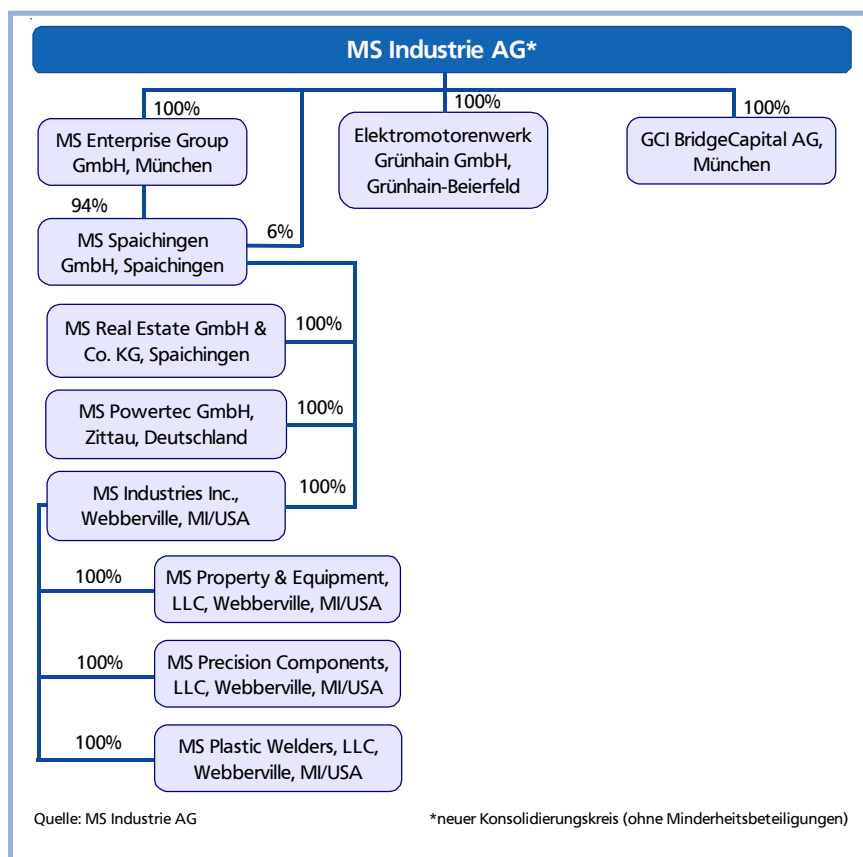 MS Industrie AG*
100%
100%
100%
MS Enterprise Group
GmbH, München
Elektromotorenwerk
Grünhain GmbH,
Grünhain-Beierfeld
GCI BridgeCapital AG,
München
94%
6%
MS Spaichingen
GmbH, Spaichingen
MS Real Estate GmbH &
Co. KG, Spaichingen
100%
MS Powertec GmbH,
Zittau, Deutschland
100%
MS Industries Inc.,
Webberville, MI/USA
100%
100%
MS Property & Equipment,
LLC, Webberville, MI/USA
100%
MS Precision Components,
LLC, Webberville, MI/USA
100%
MS Plastic Welders, LLC,
Webberville, MI/USA
Quelle: MS Industrie AG
*neuer Konsolidierungskreis (ohne Minderheitsbeteiligungen)